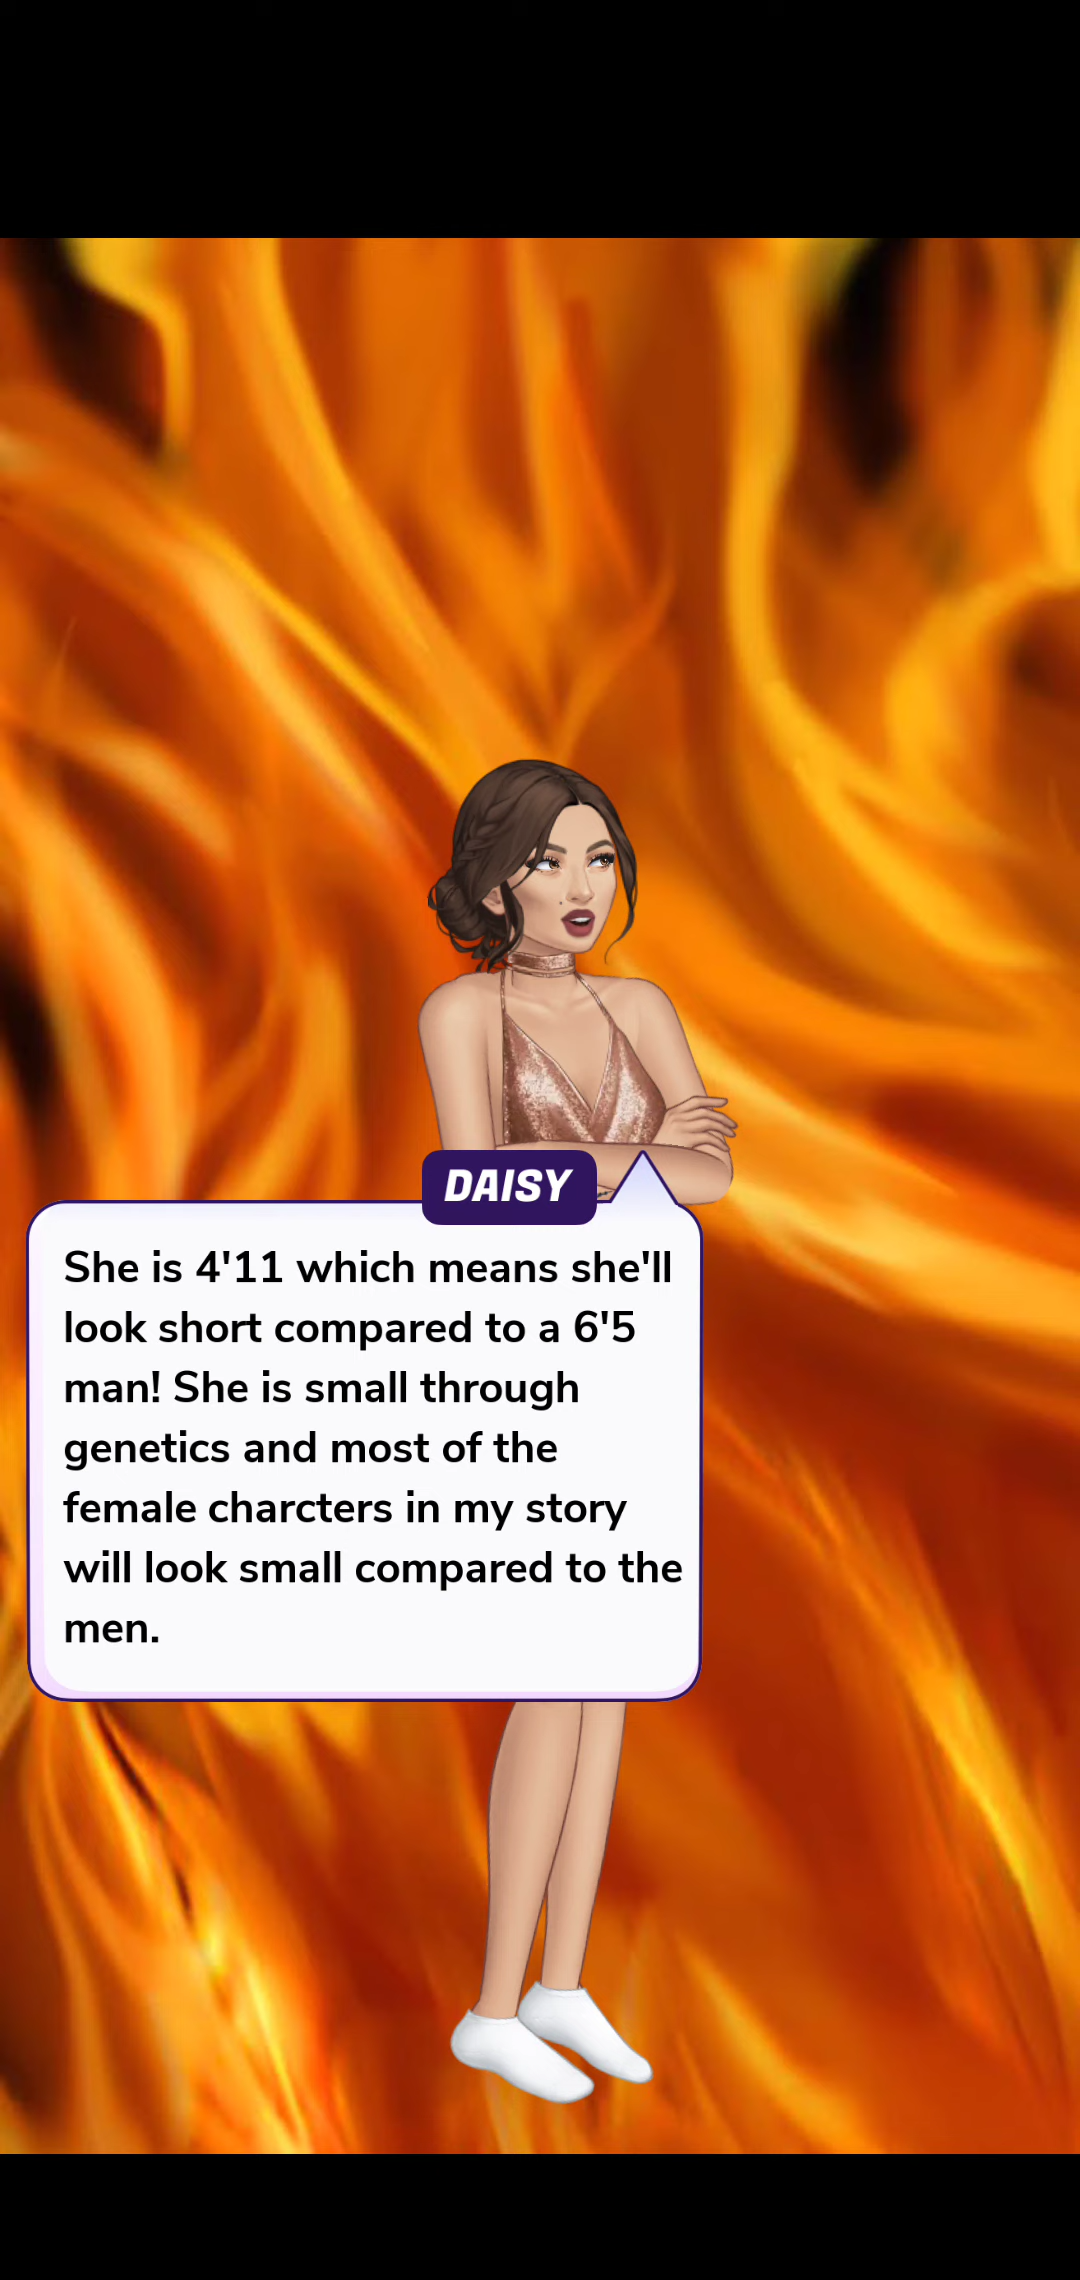 DAISY
She is 4'11 which means she'll
look short compared to a 6'5
man! She is small through
genetics and most of the
female charcters in my story
will look small compared to the
men.